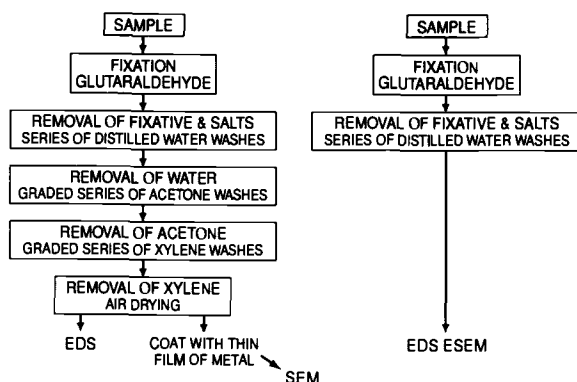 SAMPLE
FIXATION
GLUTARALDEHYDE
REMOVAL OF FIXATIVE & SALTS
SERIES OF DISTILLED WATER WASHES
REMOVAL OF WATER
GRADED SERIES OF ACETONE WASHES
REMOVAL OF ACETONE
GRADED SERIES OF XYLENE WASHES
REMOVAL OF XYLENE
AIR DRYING
EDS
COAT WITH THIN
FILM OF METAL
SEM
SAMPLE
FIXATION
GLUTARALDEHYDE
REMOVAL OF FIXATIVE & SALTS
SERIES OF DISTILLED WATER WASHES
EDS ESEM